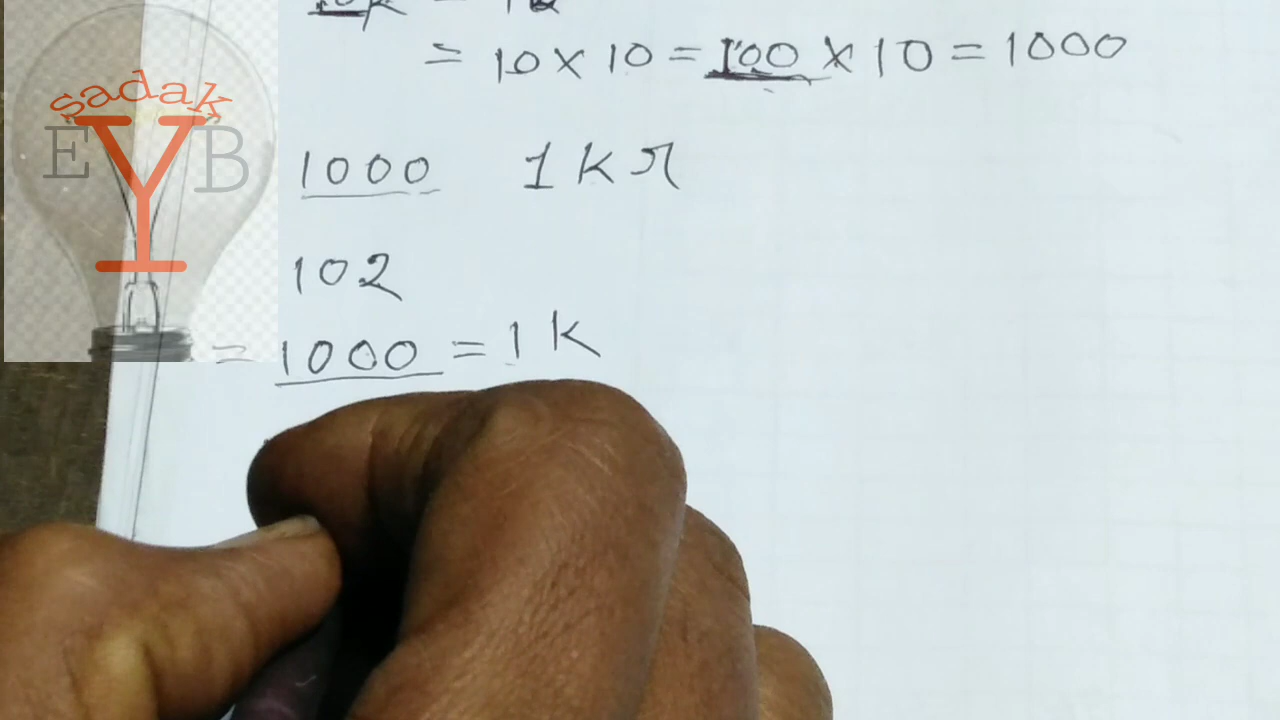 = 10 x 10 = 100 x 10 = 1000
sadak
EYB
1000 1 K
102
= 1000 = 1 K